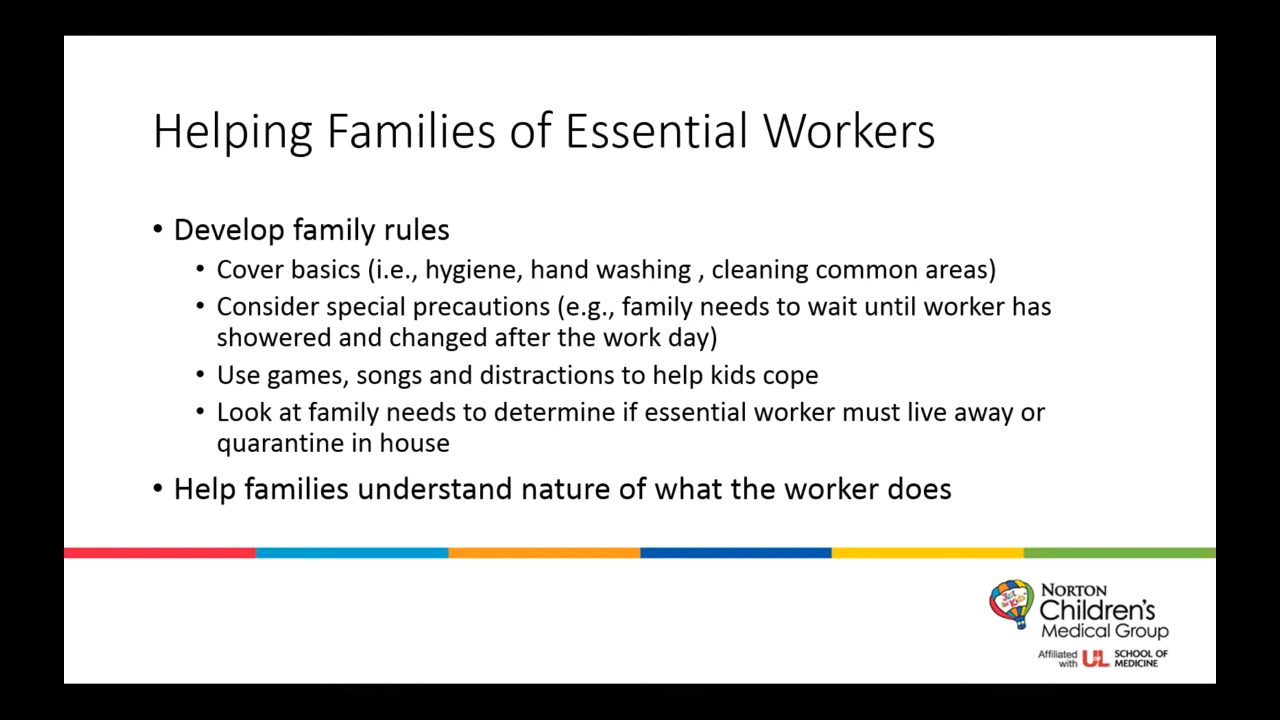 Helping Families of Essential Workers
• Develop family rules
• Cover basics (i.e., hygiene, hand washing , cleaning common areas)
• Consider special precautions (e.g., family needs to wait until worker has
showered and changed after the work day)
• Use games, songs and distractions to help kids cope
• Look at family needs to determine if essential worker must live away or
quarantine in house
• Help families understand nature of what the worker does
Just for Kids
NORTON
Children's
Medical Group
Affiliated with UL SCHOOL OF MEDICINE